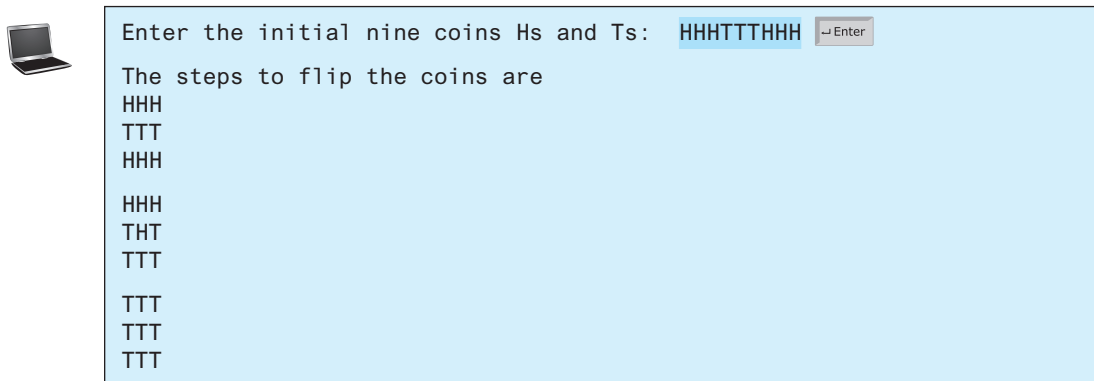 Enter the initial nine coins Hs and Ts: HHHTTTHHH ↵Enter
The steps to flip the coins are
HHH
TTT
HHH
HHH
THT
TTT
TTT
TTT
TTT